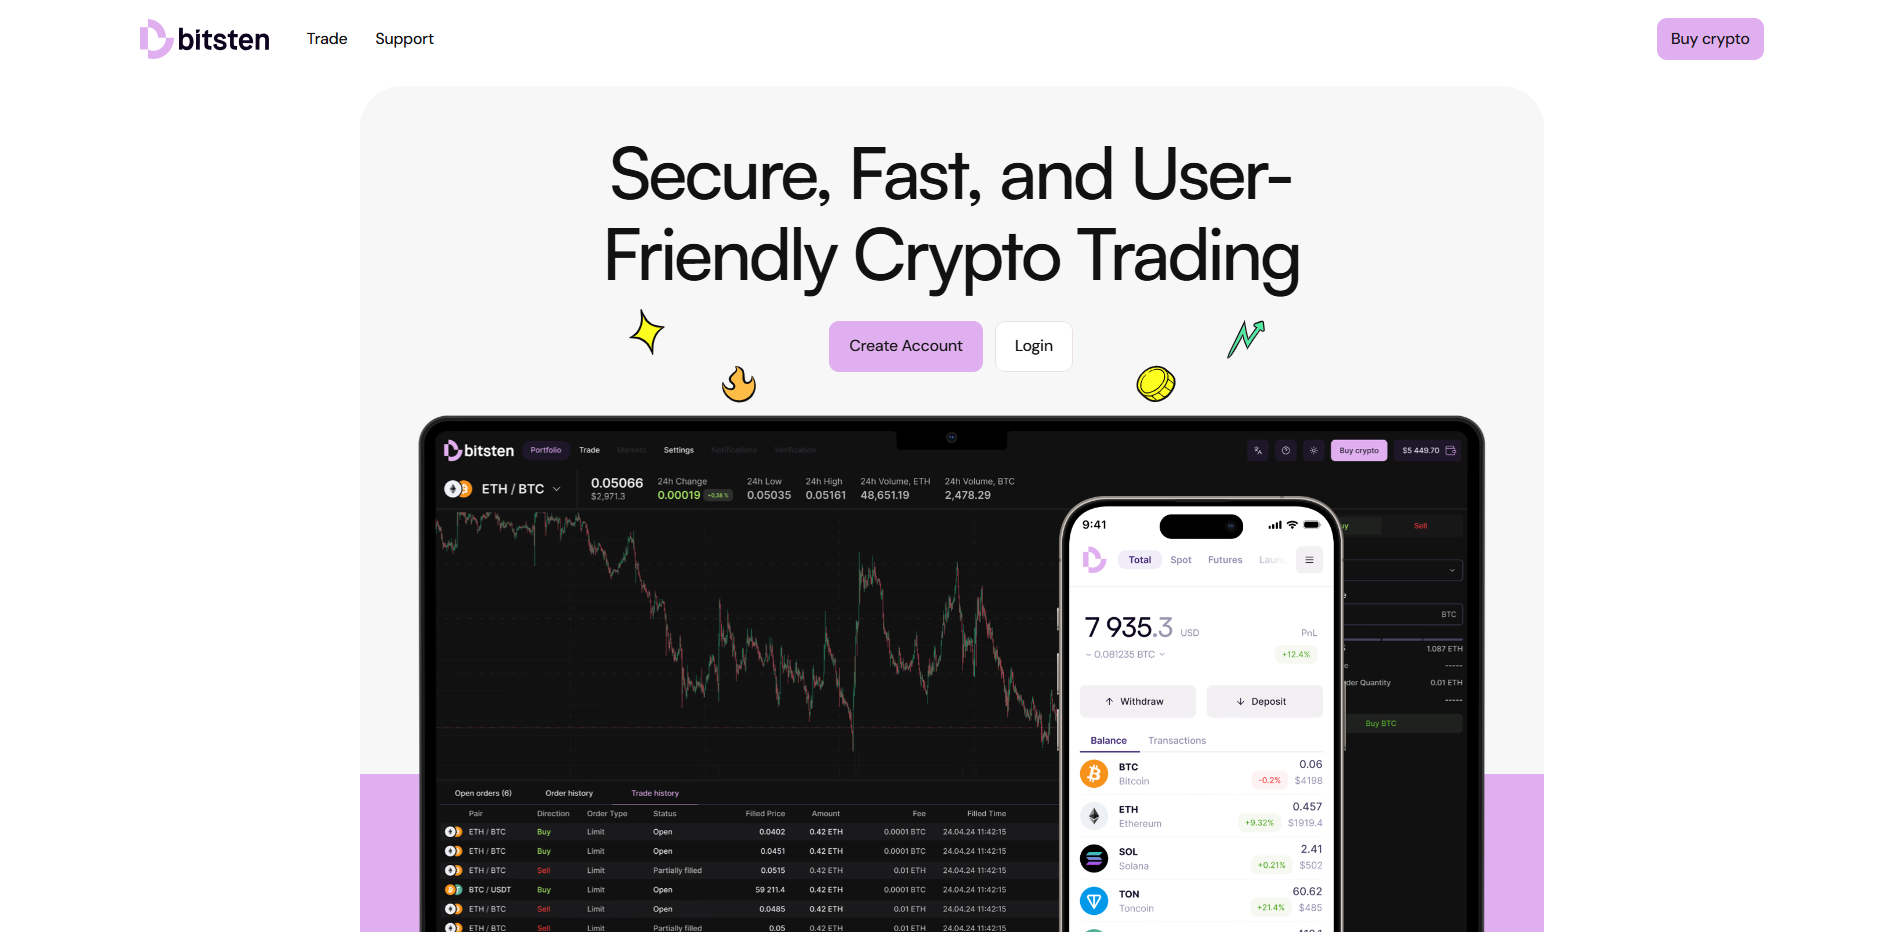 bitsten
Trade
Support
Buy crypto
Secure, Fast, and User-
Friendly Crypto Trading
Create Account
Login
bitsten
Portfolio
Trade
Markets
Settings
Notifications
Verification
Buy crypto
$5 449.70
ETH / BTC
0.05066
$2,971.3
24h Change
0.00019 +0,38 %
24h Low
0.05035
24h High
0.05161
24h Volume, ETH
48,651.19
24h Volume, BTC
2,478.29
Sell
BTC
1.087 ETH
-----
der Quantity
0.01 ETH
-----
Buy BTC
9:41
Total
Spot
Futures
7 935.3 USD
PnL
~ 0.081235 BTC
+12.4%
Withdraw
Deposit
Balance
Transactions
BTC 0.06
Bitcoin -0.2% $4198
ETH 0.457
Ethereum +9.32% $1919.4
SOL 2.41
Solana +0.21% $502
TON 60.62
Toncoin +21.4% $485
Open orders (6)
Order history
Trade history
Pair Direction Order Type Status Filled Price Amount Fee Filled Time
ETH / BTC Buy Limit Open 0.0402 0.42 ETH 0.0001 BTC 24.04.24 11:42:15
ETH / BTC Buy Limit Open 0.0451 0.42 ETH 0.0001 BTC 24.04.24 11:42:15
ETH / BTC Sell Limit Partially filled 0.0515 0.42 ETH 0.01 ETH 24.04.24 11:42:15
BTC / USDT Buy Limit Open 59 211.4 0.42 ETH 0.0001 BTC 24.04.24 11:42:15
ETH / BTC Sell Limit Open 0.0485 0.42 ETH 0.01 ETH 24.04.24 11:42:15
ETH / BTC Sell Limit Partially filled 0.05 0.42 ETH 0.01 ETH 24.04.24 11:42:15